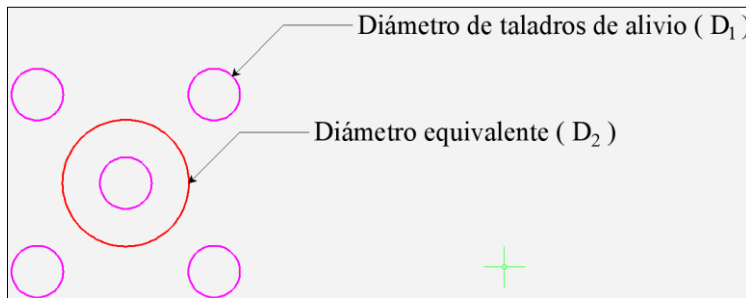 Diámetro de taladros de alivio ( D₁ )
Diámetro equivalente ( D₂ )